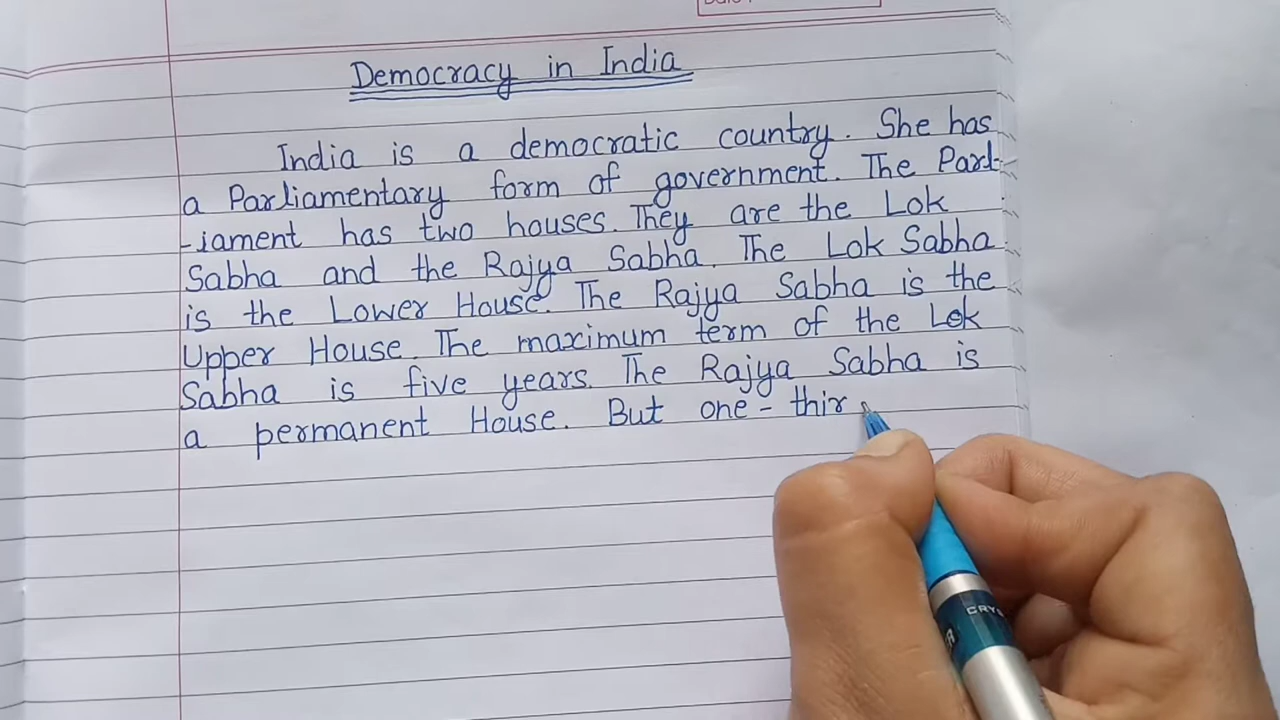 Democracy in India
India is a democratic country. She has
a Parliamentary form of government. The Parl-
-iament has two houses. They are the Lok
Sabha and the Rajya Sabha. The Lok Sabha
is the Lower House. The Rajya Sabha is the
Upper House. The maximum term of the Lok
Sabha is five years. The Rajya Sabha is
a permanent House. But one-thir